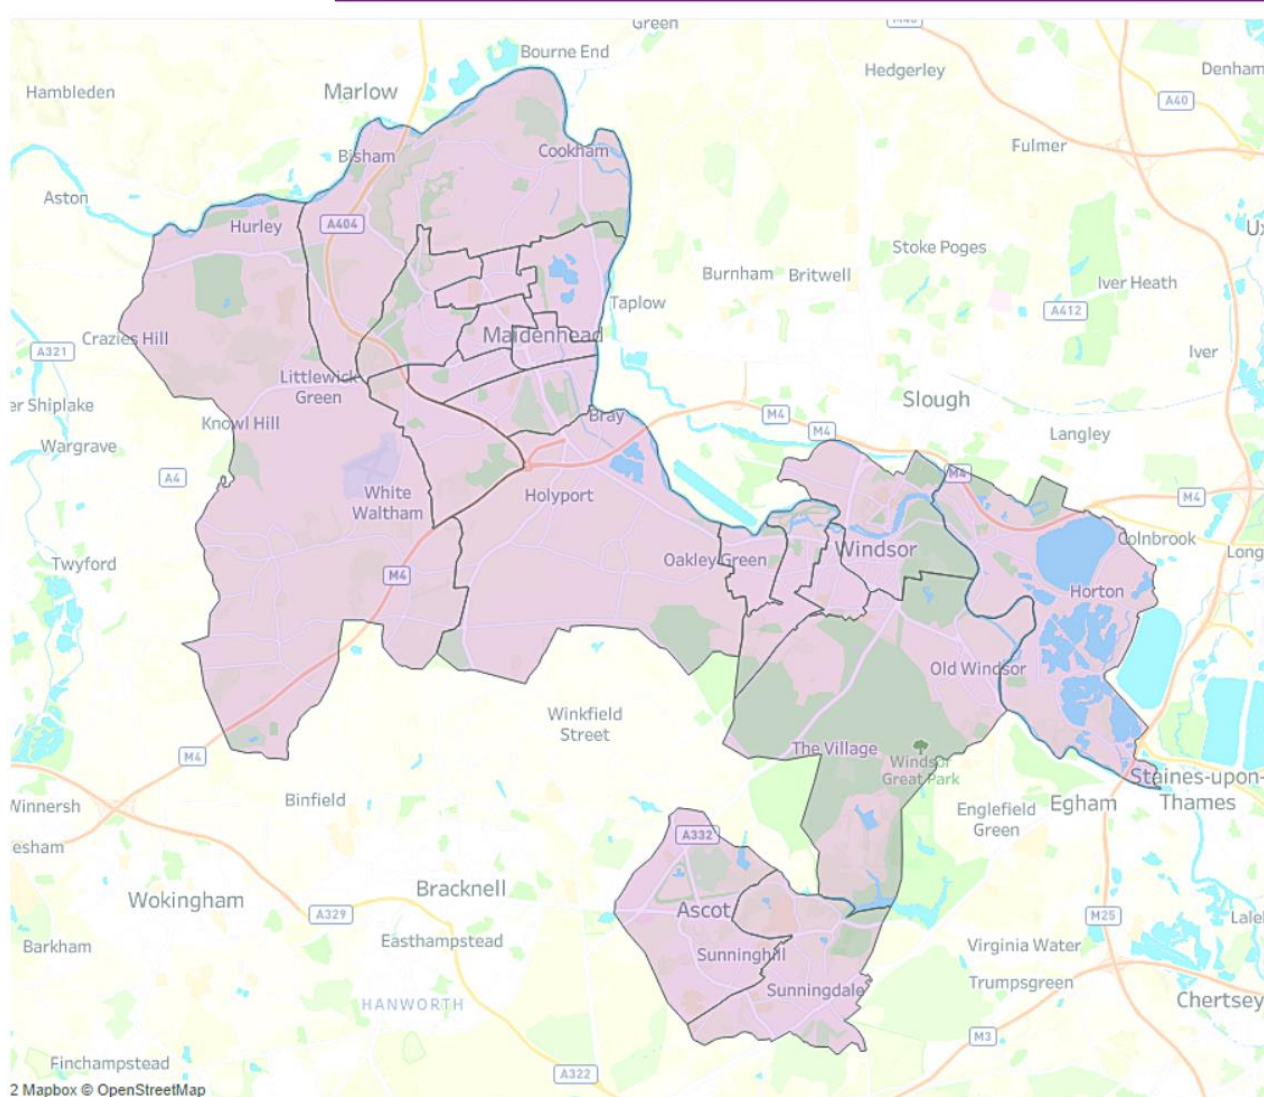 Green
M40
Bourne End
Hedgerley
Denham
Hambleden
Marlow
A40
Fulmer
Bisham
Cookham
Aston
Hurley
A404
Stoke Poges
Burnham
Britwell
Iver Heath
Taplow
A412
Crazies Hill
Maidenhead
A321
Iver
Littlewick
Green
er Shiplake
Slough
Knowl Hill
Bray
M4
M4
Langley
Wargrave
A4
M4
White
Waltham
Holyport
M4
Colnbrook
Windsor
Long
Twyford
Oakley Green
M4
Horton
Old Windsor
Winkfield
Street
The Village
Windsor
Great Park
M4
Steines-upon-
Thames
Winnersh
Binfield
Egham
Englefield
Green
esham
A332
Bracknell
Wokingham
Ascot
A329
M25
Lale
Barkham
Easthampstead
Virginia Water
Sunninghill
Trumpsgreen
Sunningdale
HANWORTH
Chertsey
M3
Finchampstead
A322
2 Mapbox © OpenStreetMap